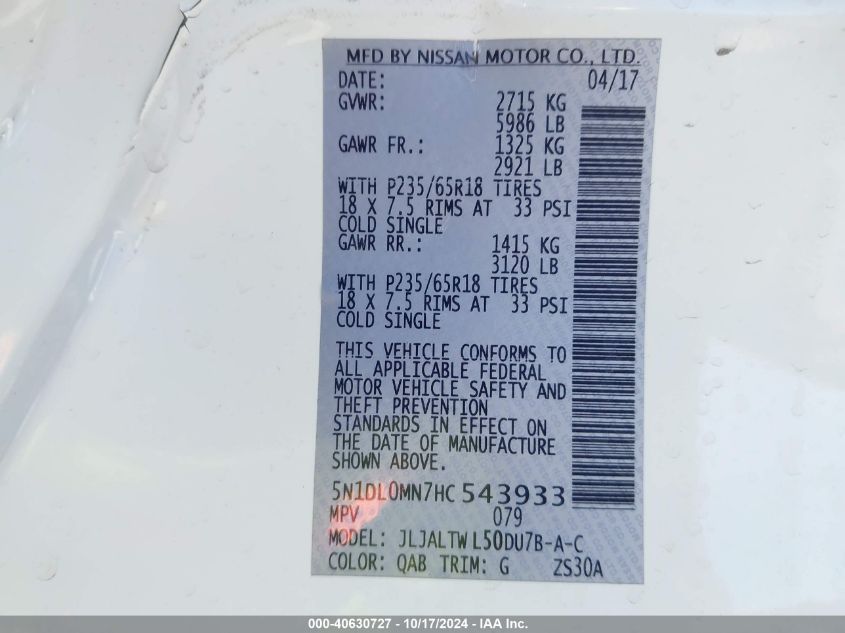 MFD BY NISSAN MOTOR CO., LTD.
DATE: 04/17
GVWR: 2715 KG
5986 LB
GAWR FR.: 1325 KG
2921 LB
WITH P235/65R18 TIRES
18 X 7.5 RIMS AT 33 PSI
COLD SINGLE
GAWR RR.: 1415 KG
3120 LB
WITH P235/65R18 TIRES
18 X 7.5 RIMS AT 33 PSI
COLD SINGLE
THIS VEHICLE CONFORMS TO
ALL APPLICABLE FEDERAL
MOTOR VEHICLE SAFETY AND
THEFT PREVENTION
STANDARDS IN EFFECT ON
THE DATE OF MANUFACTURE
SHOWN ABOVE.
5N1DL0MN7HC543933
MPV 079
MODEL: JLJALTWL50DU7B-A-C
COLOR: QAB TRIM: G ZS30A
000-40630727 - 10/17/2024 - IAA Inc.